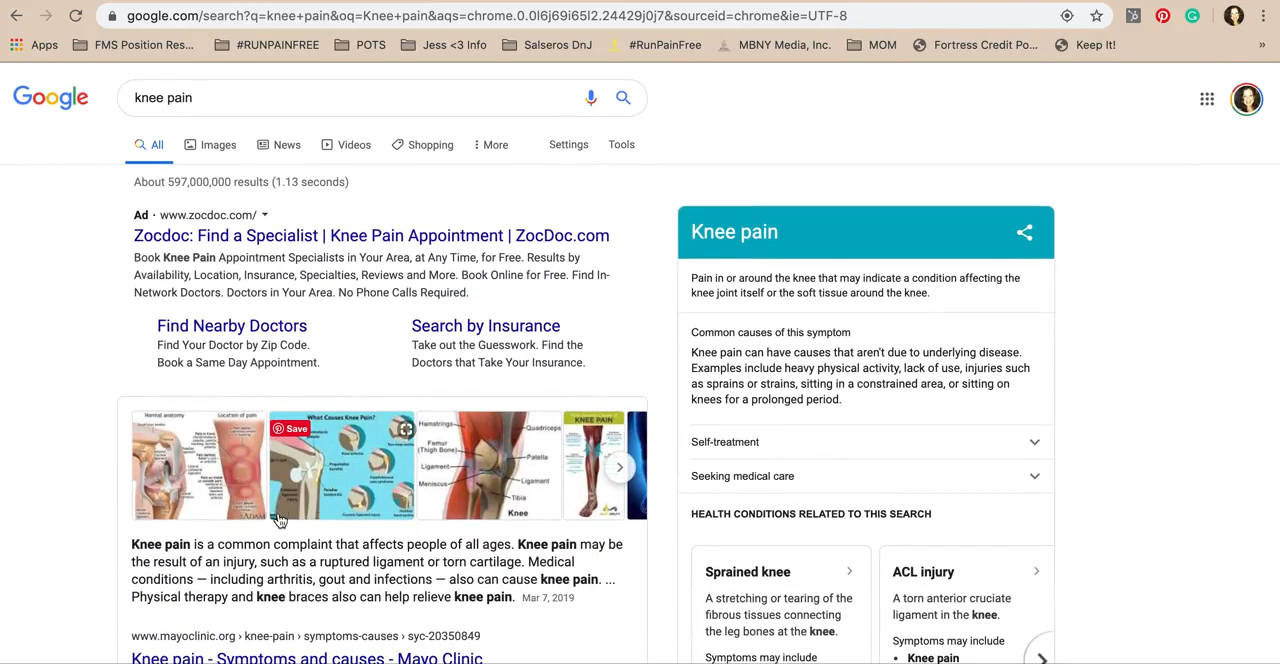 google.com/search?q=knee+pain&oq=Knee+pain&aqs=chrome.0.0l6j69i65l2.24429j0j7&sourceid=chrome&ie=UTF-8
Apps FMS Position Res... #RUNPAINFREE POTS Jess <3 Info Salseros DnJ #RunPainFree MBNY Media, Inc. MOM Fortress Credit Po... Keep It! »
Google knee pain
All Images News Videos Shopping More Settings Tools
About 597,000,000 results (1.13 seconds)
Ad · www.zocdoc.com/
Zocdoc: Find a Specialist | Knee Pain Appointment | ZocDoc.com
Book Knee Pain Appointment Specialists in Your Area, at Any Time, for Free. Results by
Availability, Location, Insurance, Specialties, Reviews and More. Book Online for Free. Find In-
Network Doctors. Doctors in Your Area. No Phone Calls Required.
Find Nearby Doctors
Find Your Doctor by Zip Code.
Book a Same Day Appointment.
Search by Insurance
Take out the Guesswork. Find the
Doctors that Take Your Insurance.
Normal anatomy Location of pain
What Causes Knee Pain?
Save
Hamstrings
Quadriceps
Femur
(Thigh Bone)
Patella
Ligament
Ligament
Meniscus
Tibia
Knee
KNEE PAIN
Knee pain is a common complaint that affects people of all ages. Knee pain may be
the result of an injury, such as a ruptured ligament or torn cartilage. Medical
conditions — including arthritis, gout and infections — also can cause knee pain. ...
Physical therapy and knee braces also can help relieve knee pain. Mar 7, 2019
www.mayoclinic.org › knee-pain › symptoms-causes › syc-20350849
Knee pain - Symptoms and causes - Mayo Clinic
Knee pain
Pain in or around the knee that may indicate a condition affecting the
knee joint itself or the soft tissue around the knee.
Common causes of this symptom
Knee pain can have causes that aren't due to underlying disease.
Examples include heavy physical activity, lack of use, injuries such
as sprains or strains, sitting in a constrained area, or sitting on
knees for a prolonged period.
Self-treatment
Seeking medical care
HEALTH CONDITIONS RELATED TO THIS SEARCH
Sprained knee
A stretching or tearing of the
fibrous tissues connecting
the leg bones at the knee.
Symptoms may include
ACL injury
A torn anterior cruciate
ligament in the knee.
Symptoms may include
• Knee pain